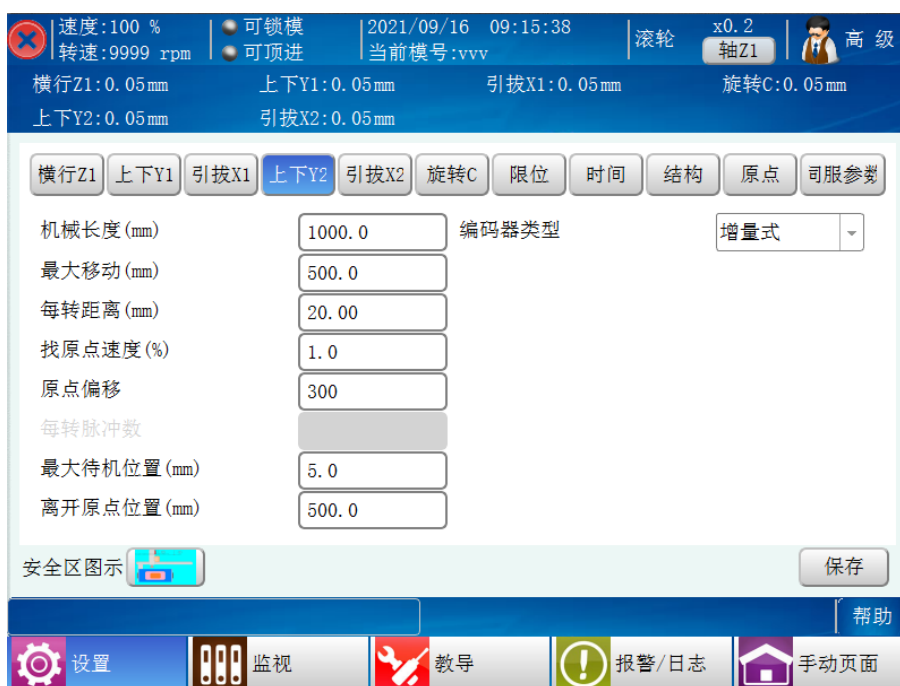 速度:100 % 可锁模 2021/09/16 09:15:38 滚轮 x0.2 高 级
转速:9999 rpm 可顶进 当前模号:vvv 轴Z1
横行Z1:0.05mm 上下Y1:0.05mm 引拔X1:0.05mm 旋转C:0.05mm
上下Y2:0.05mm 引拔X2:0.05mm
横行Z1 上下Y1 引拔X1 上下Y2 引拔X2 旋转C 限位 时间 结构 原点 司服参数
机械长度(mm) 1000.0 编码器类型 增量式
最大移动(mm) 500.0
每转距离(mm) 20.00
找原点速度(%) 1.0
原点偏移 300
每转脉冲数
最大待机位置(mm) 5.0
离开原点位置(mm) 500.0
安全区图示 保存
帮助
设置 监视 教导 报警/日志 手动页面